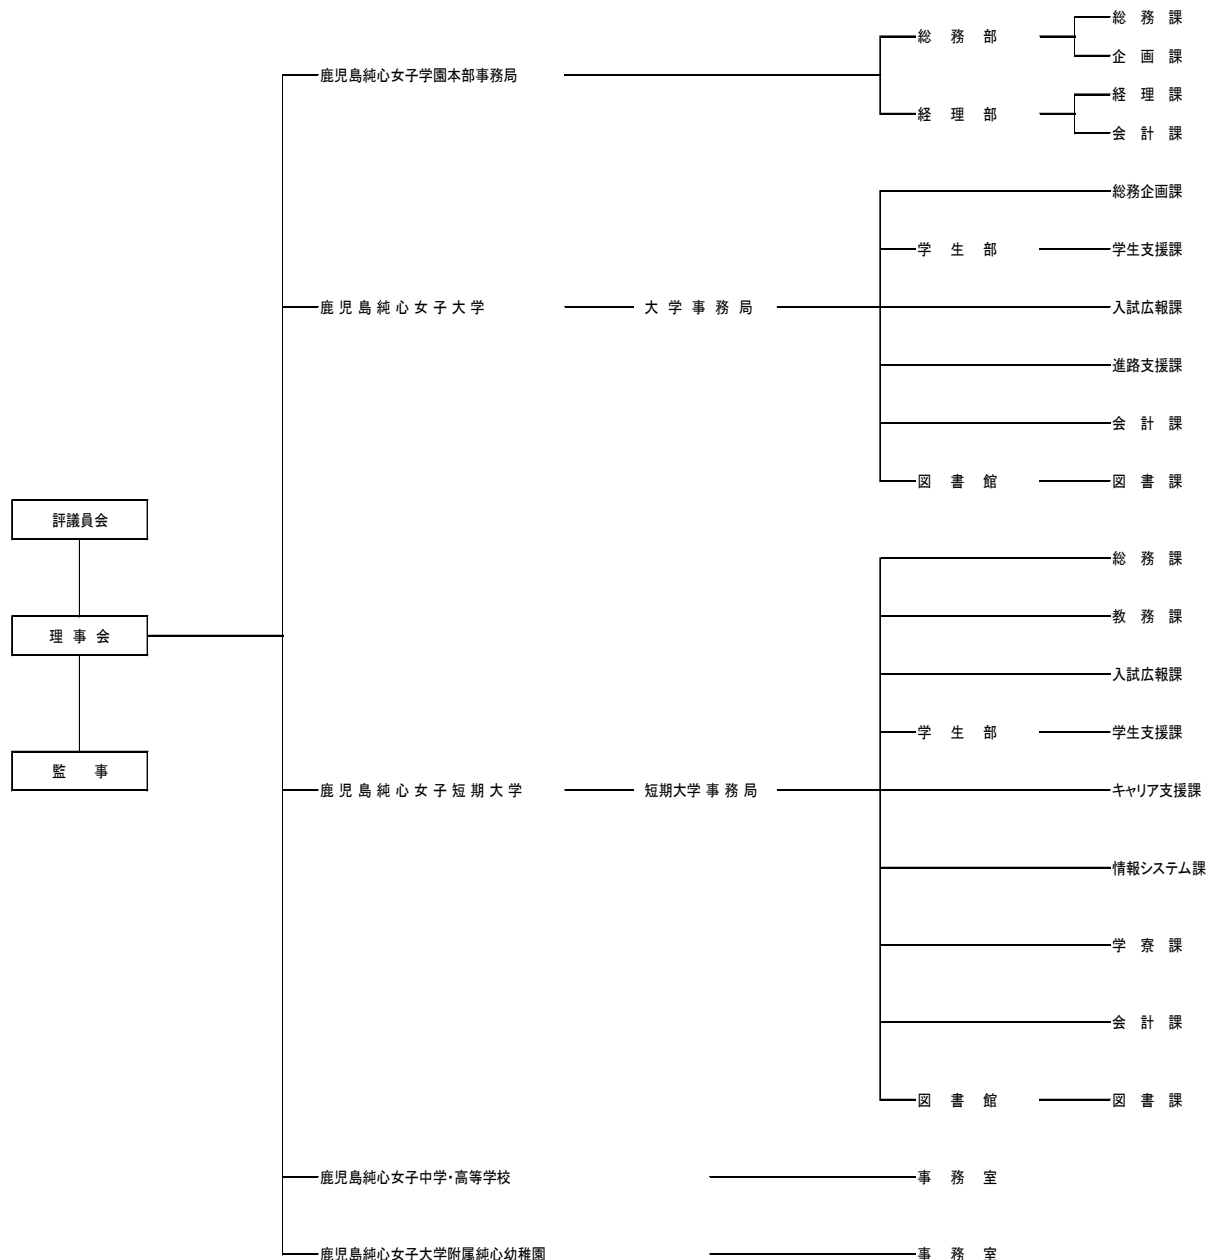 総務課
総務部
企画課
鹿児島純心女子学園本部事務局
経理課
経理部
会計課
総務企画課
学生部 学生支援課
鹿児島純心女子大学 大学事務局 入試広報課
進路支援課
会計課
図書館 図書課
評議員会
総務課
教務課
理事会
入試広報課
学生部 学生支援課
監事
鹿児島純心女子短期大学 短期大学事務局 キャリア支援課
情報システム課
学寮課
会計課
図書館 図書課
鹿児島純心女子中学・高等学校 事務室
鹿児島純心女子大学附属純心幼稚園 事務室